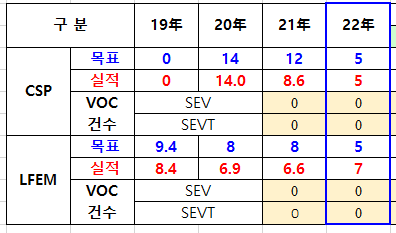 구 분 19年 20年 21年 22年
CSP 목표 0 14 12 5
실적 0 14.0 8.6 5
VOC 건수 SEV 0 0
SEVT 0 0
LFEM 목표 9.4 8 8 5
실적 8.4 6.9 6.6 7
VOC 건수 SEV 0 0
SEVT 0 0